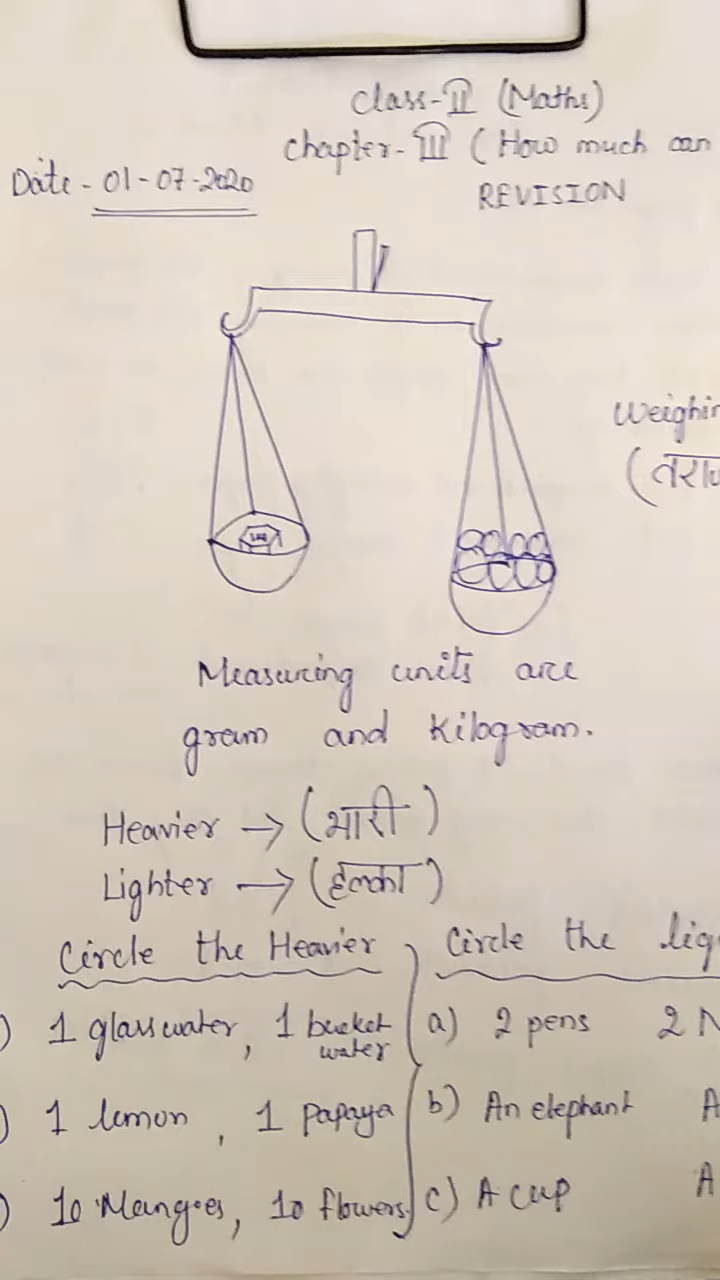 Class-II (Maths)
Chapter-III (How much can
Date - 01-07-2020
REVISION
(
Measuring units are
gram and Kilogram.
Heavier → (भारी)
Lighter → (हल्का)
Circle the Heavier
Circle the
1 glass water, 1 bucket water
a) 2 pens 2
1 lemon, 1 papaya
b) An elephant A
10 Mangoes, 10 flowers
c) A cup A